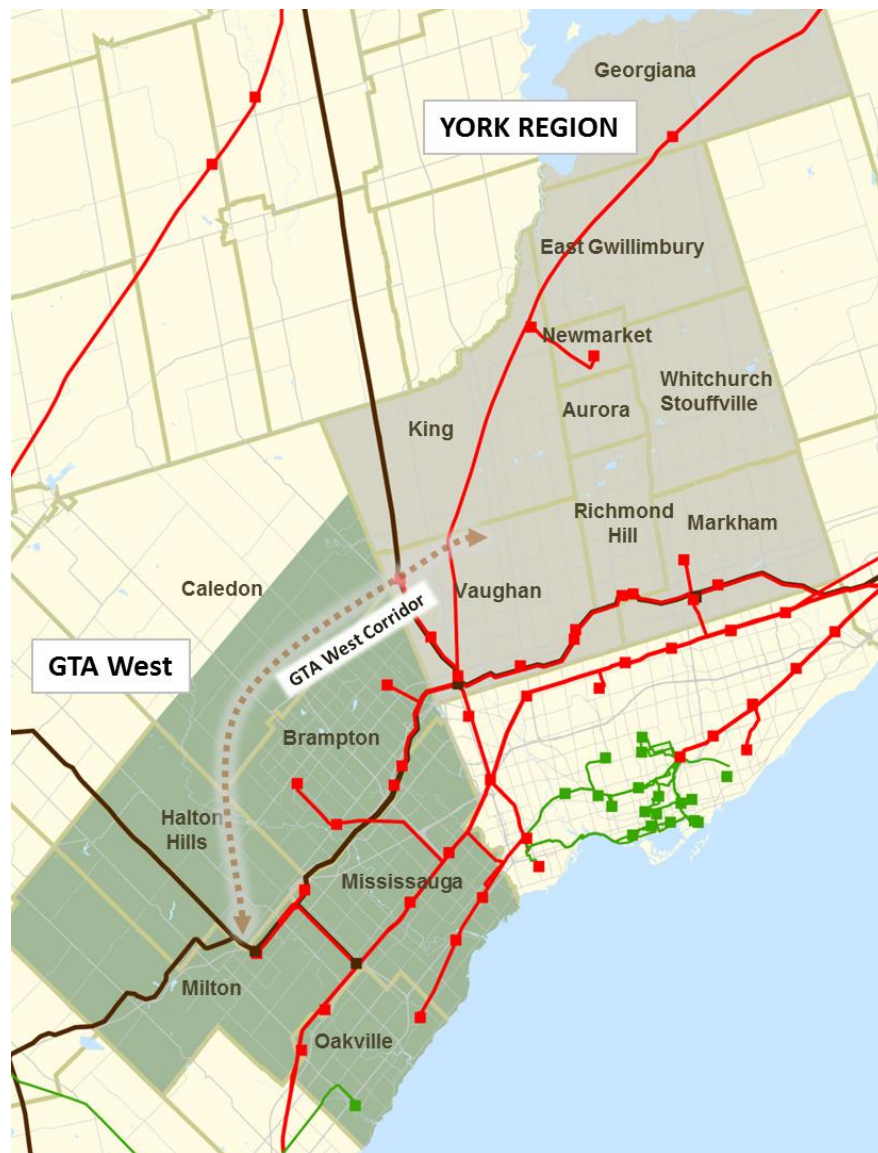 Georgiana
YORK REGION
East Gwillimbury
Newmarket
Whitchurch
Stouffville
Aurora
King
Richmond
Hill
Markham
Caledon
Vaughan
GTA West Corridor
GTA West
Brampton
Halton
Hills
Mississauga
Milton
Oakville